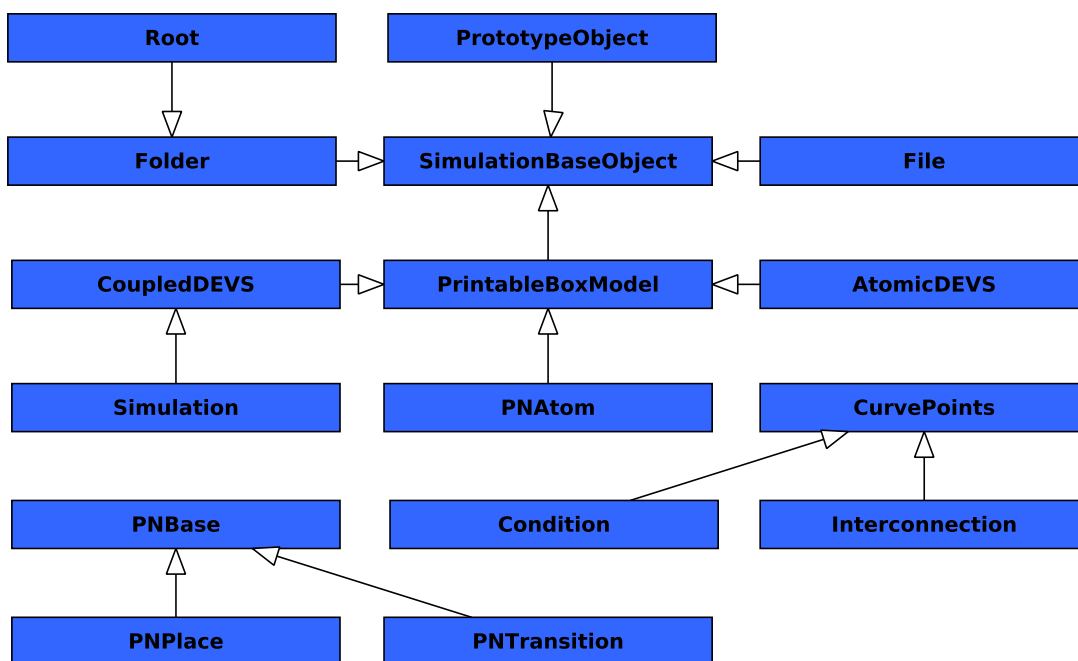 Root
PrototypeObject
Folder
SimulationBaseObject
File
CoupledDEVS
PrintableBoxModel
AtomicDEVS
Simulation
PNAtom
CurvePoints
PNBase
Condition
Interconnection
PNPlace
PNTransition